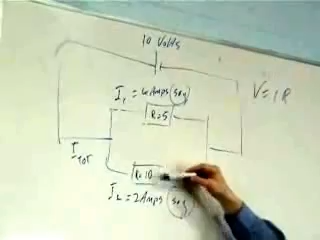 10 Volts
V=IR
I₁ = 4 Amps (say)
R=5
I TOT
R=10
I₂ = 2 Amps (say)